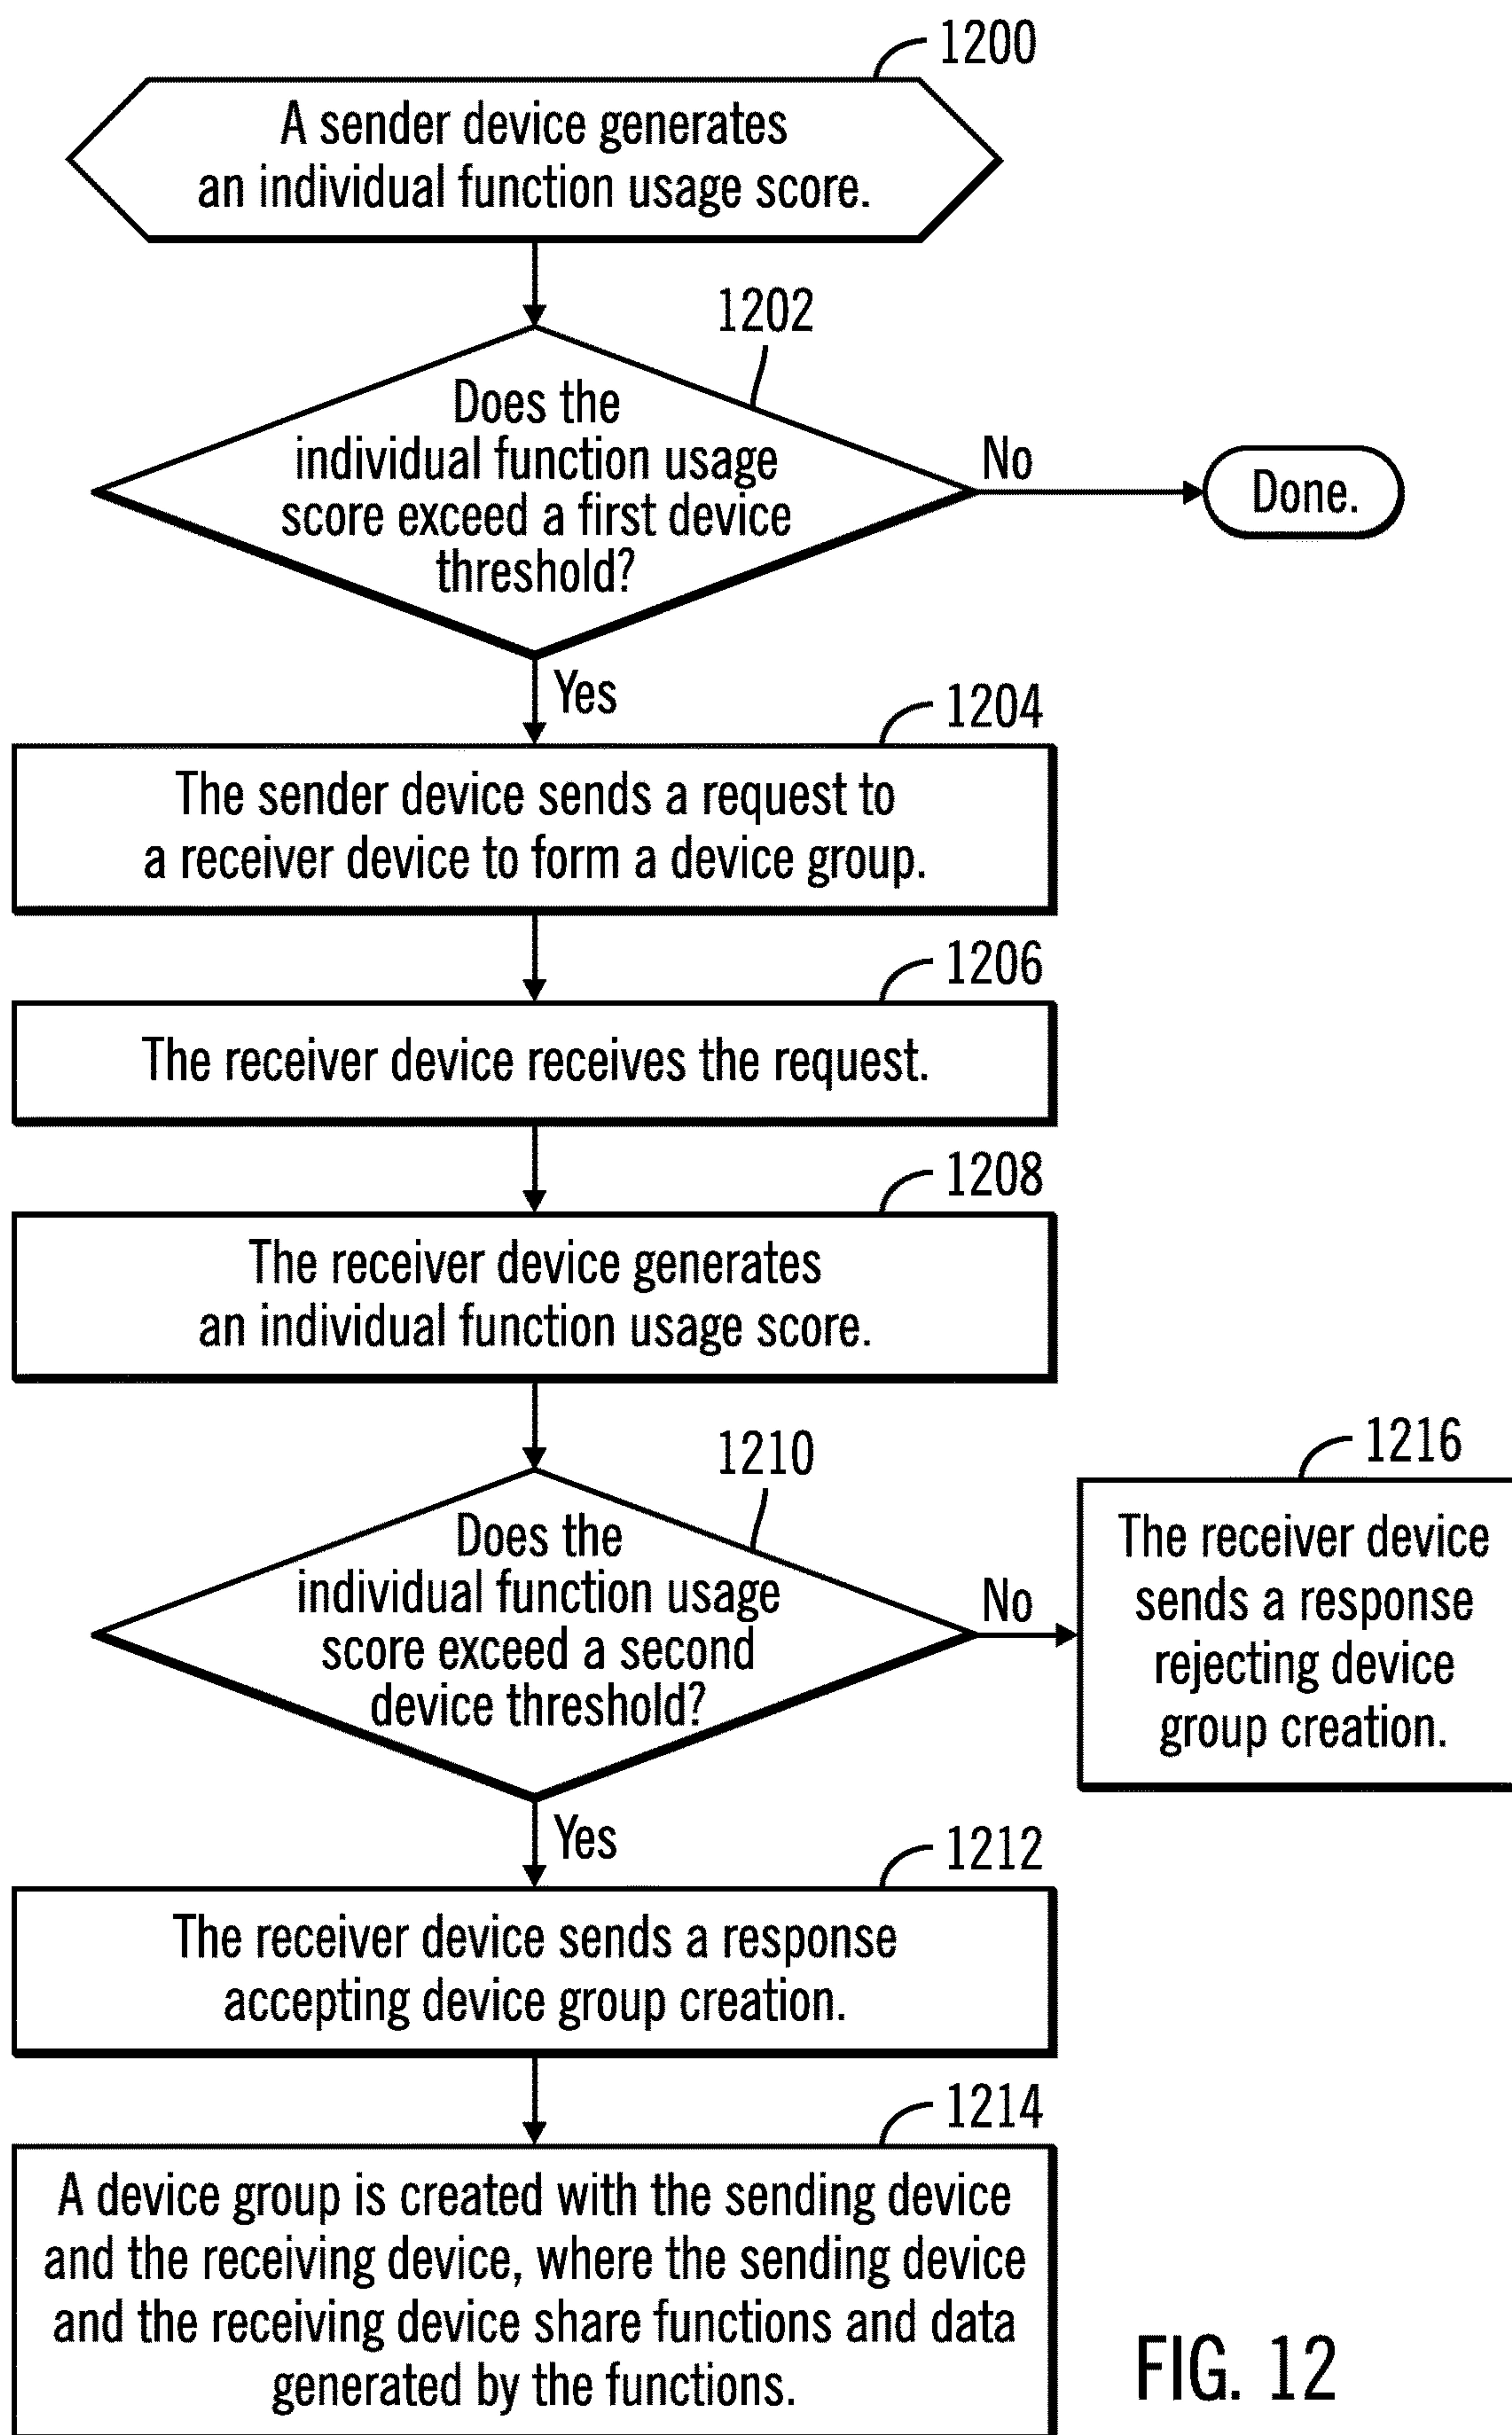 1200
A sender device generates
an individual function usage score.
1202
Does the
individual function usage
score exceed a first device
threshold?
No
Done.
Yes
1204
The sender device sends a request to
a receiver device to form a device group.
1206
The receiver device receives the request.
1208
The receiver device generates
an individual function usage score.
1210
Does the
individual function usage
score exceed a second
device threshold?
No
1216
The receiver device
sends a response
rejecting device
group creation.
Yes
1212
The receiver device sends a response
accepting device group creation.
1214
A device group is created with the sending device
and the receiving device, where the sending device
and the receiving device share functions and data
generated by the functions.
FIG. 12